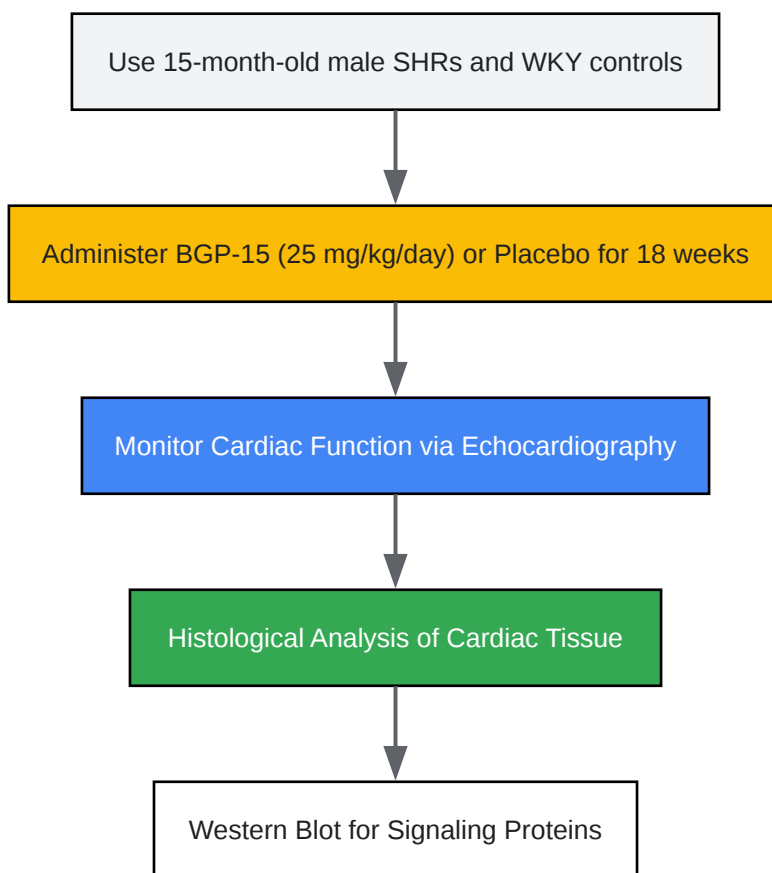 Use 15-month-old male SHRs and WKY controls
Administer BGP-15 (25 mg/kg/day) or Placebo for 18 weeks
Monitor Cardiac Function via Echocardiography
Histological Analysis of Cardiac Tissue
Western Blot for Signaling Proteins